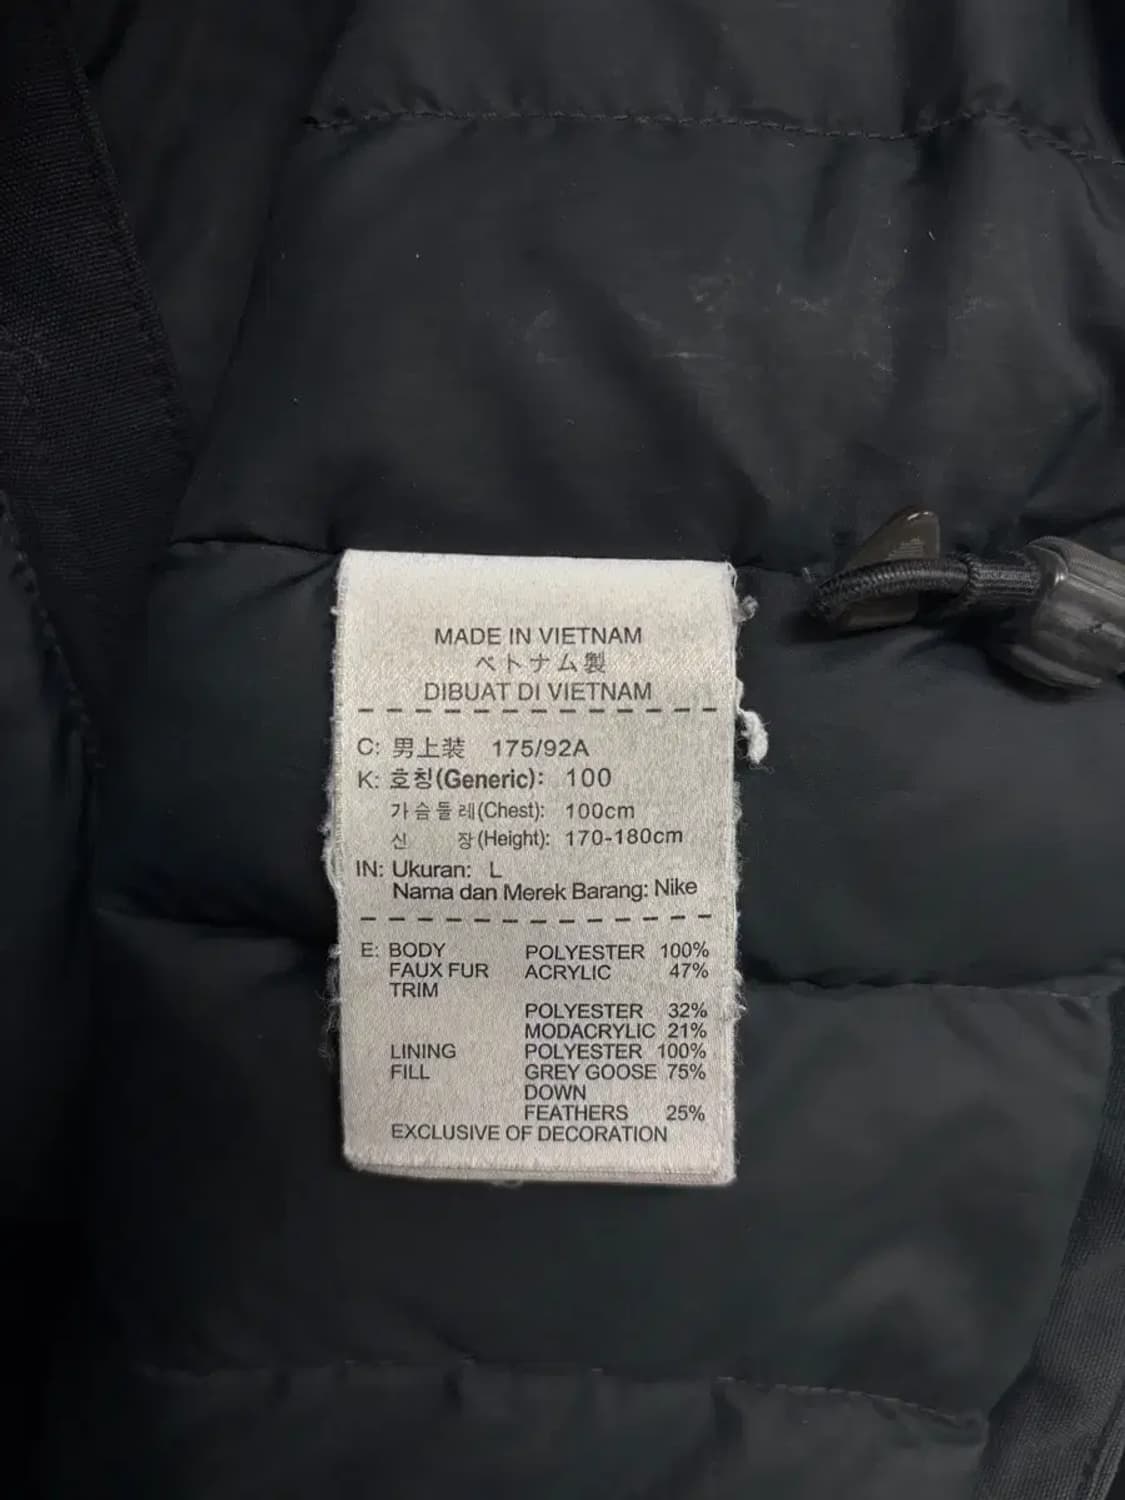 MADE IN VIETNAM
ベトナム製
DIBUAT DI VIETNAM
C: 男上装 175/92A
K: 호칭(Generic): 100
가슴둘레(Chest): 100cm
신 장(Height): 170-180cm
IN: Ukuran: L
Nama dan Merek Barang: Nike
E: BODY POLYESTER 100%
FAUX FUR ACRYLIC 47%
TRIM
POLYESTER 32%
MODACRYLIC 21%
LINING POLYESTER 100%
FILL GREY GOOSE 75%
DOWN
FEATHERS 25%
EXCLUSIVE OF DECORATION